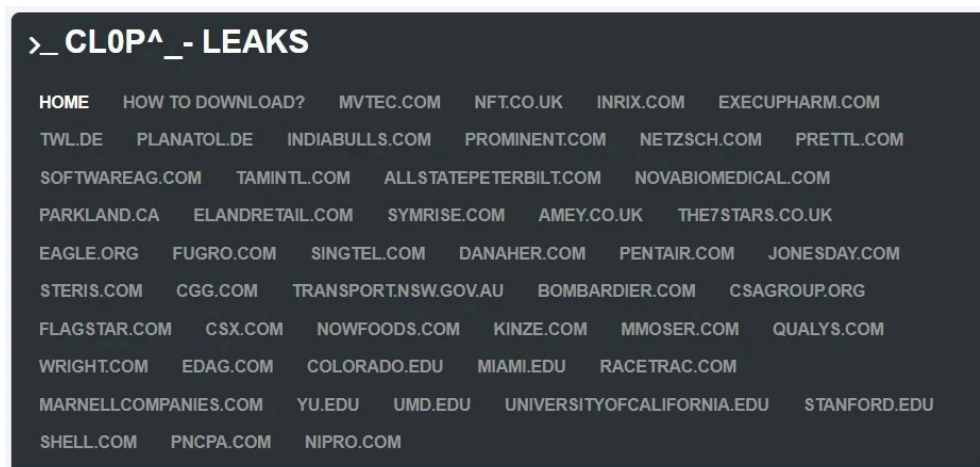 >_ CL0P^_- LEAKS
HOME HOW TO DOWNLOAD? MVTEC.COM NFT.CO.UK INRIX.COM EXECUPHARM.COM
TWL.DE PLANATOL.DE INDIABULLS.COM PROMINENT.COM NETZSCH.COM PRETTL.COM
SOFTWAREAG.COM TAMINTL.COM ALLSTATEPETERBILT.COM NOVABIOMEDICAL.COM
PARKLAND.CA ELANDRETAIL.COM SYMRISE.COM AMEY.CO.UK THE7STARS.CO.UK
EAGLE.ORG FUGRO.COM SINGTEL.COM DANAHER.COM PENTAIR.COM JONESDAY.COM
STERIS.COM CGG.COM TRANSPORT.NSW.GOV.AU BOMBARDIER.COM CSAGROUP.ORG
FLAGSTAR.COM CSX.COM NOWFOODS.COM KINZE.COM MMOSER.COM QUALYS.COM
WRIGHT.COM EDAG.COM COLORADO.EDU MIAMI.EDU RACETRAC.COM
MARNELLCOMPANIES.COM YU.EDU UMD.EDU UNIVERSITYOFCALIFORNIA.EDU STANFORD.EDU
SHELL.COM PNCPA.COM NIPRO.COM